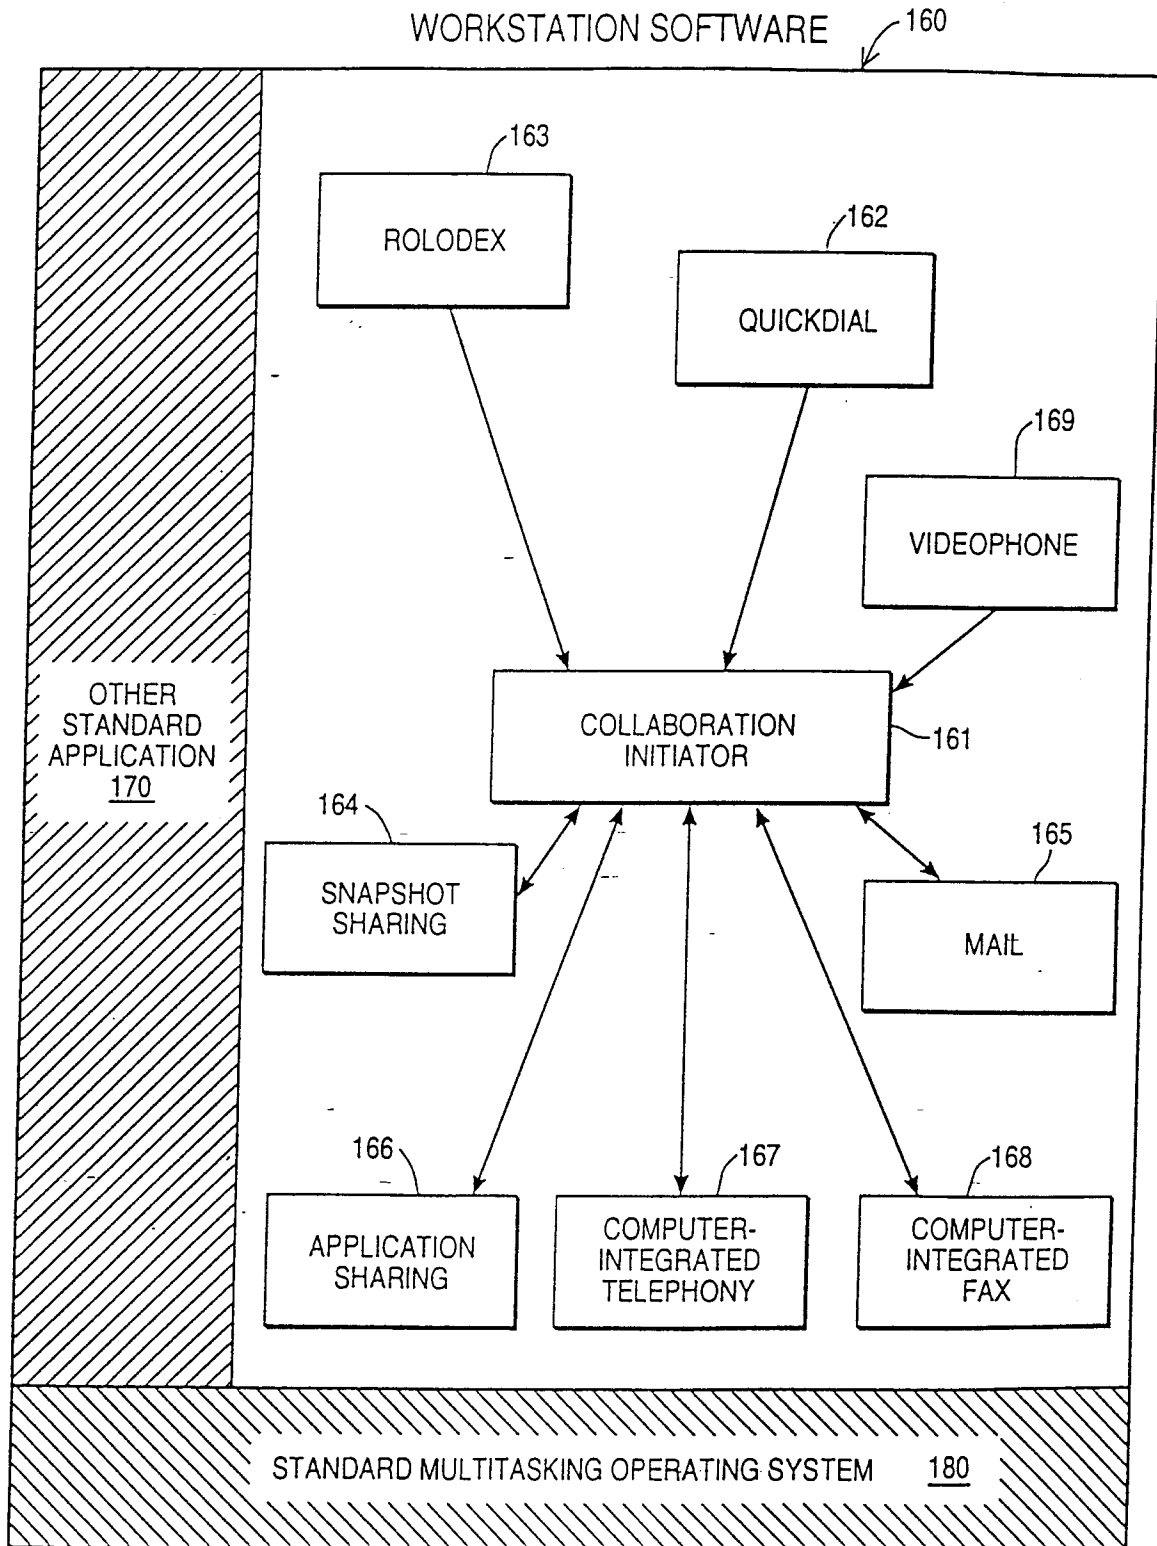 WORKSTATION SOFTWARE
160
163
ROLODEX
162
QUICKDIAL
169
VIDEOPHONE
OTHER
STANDARD
APPLICATION
170
COLLABORATION
INITIATOR
161
164
SNAPSHOT
SHARING
165
MAIL
166
APPLICATION
SHARING
167
COMPUTER-
INTEGRATED
TELEPHONY
168
COMPUTER-
INTEGRATED
FAX
STANDARD MULTITASKING OPERATING SYSTEM 180